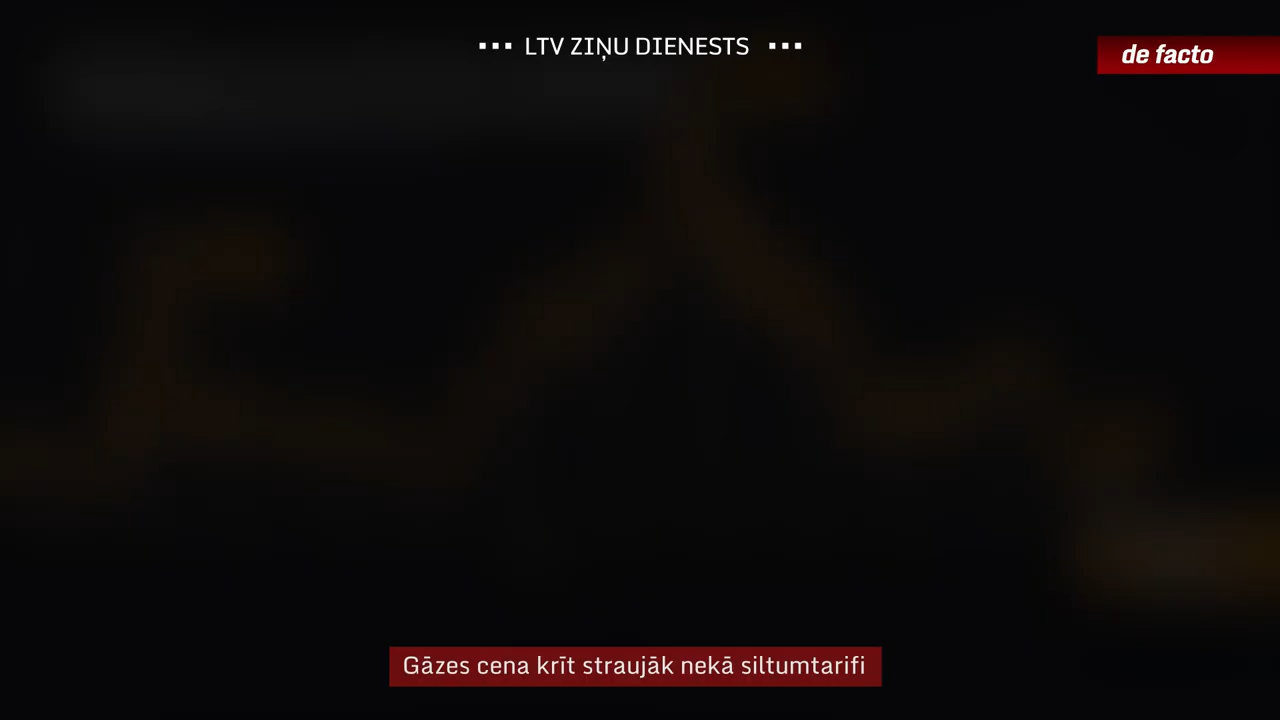 LTV ZIŅU DIENESTS
de facto
Gāzes cena krīt straujāk nekā siltumtarifi